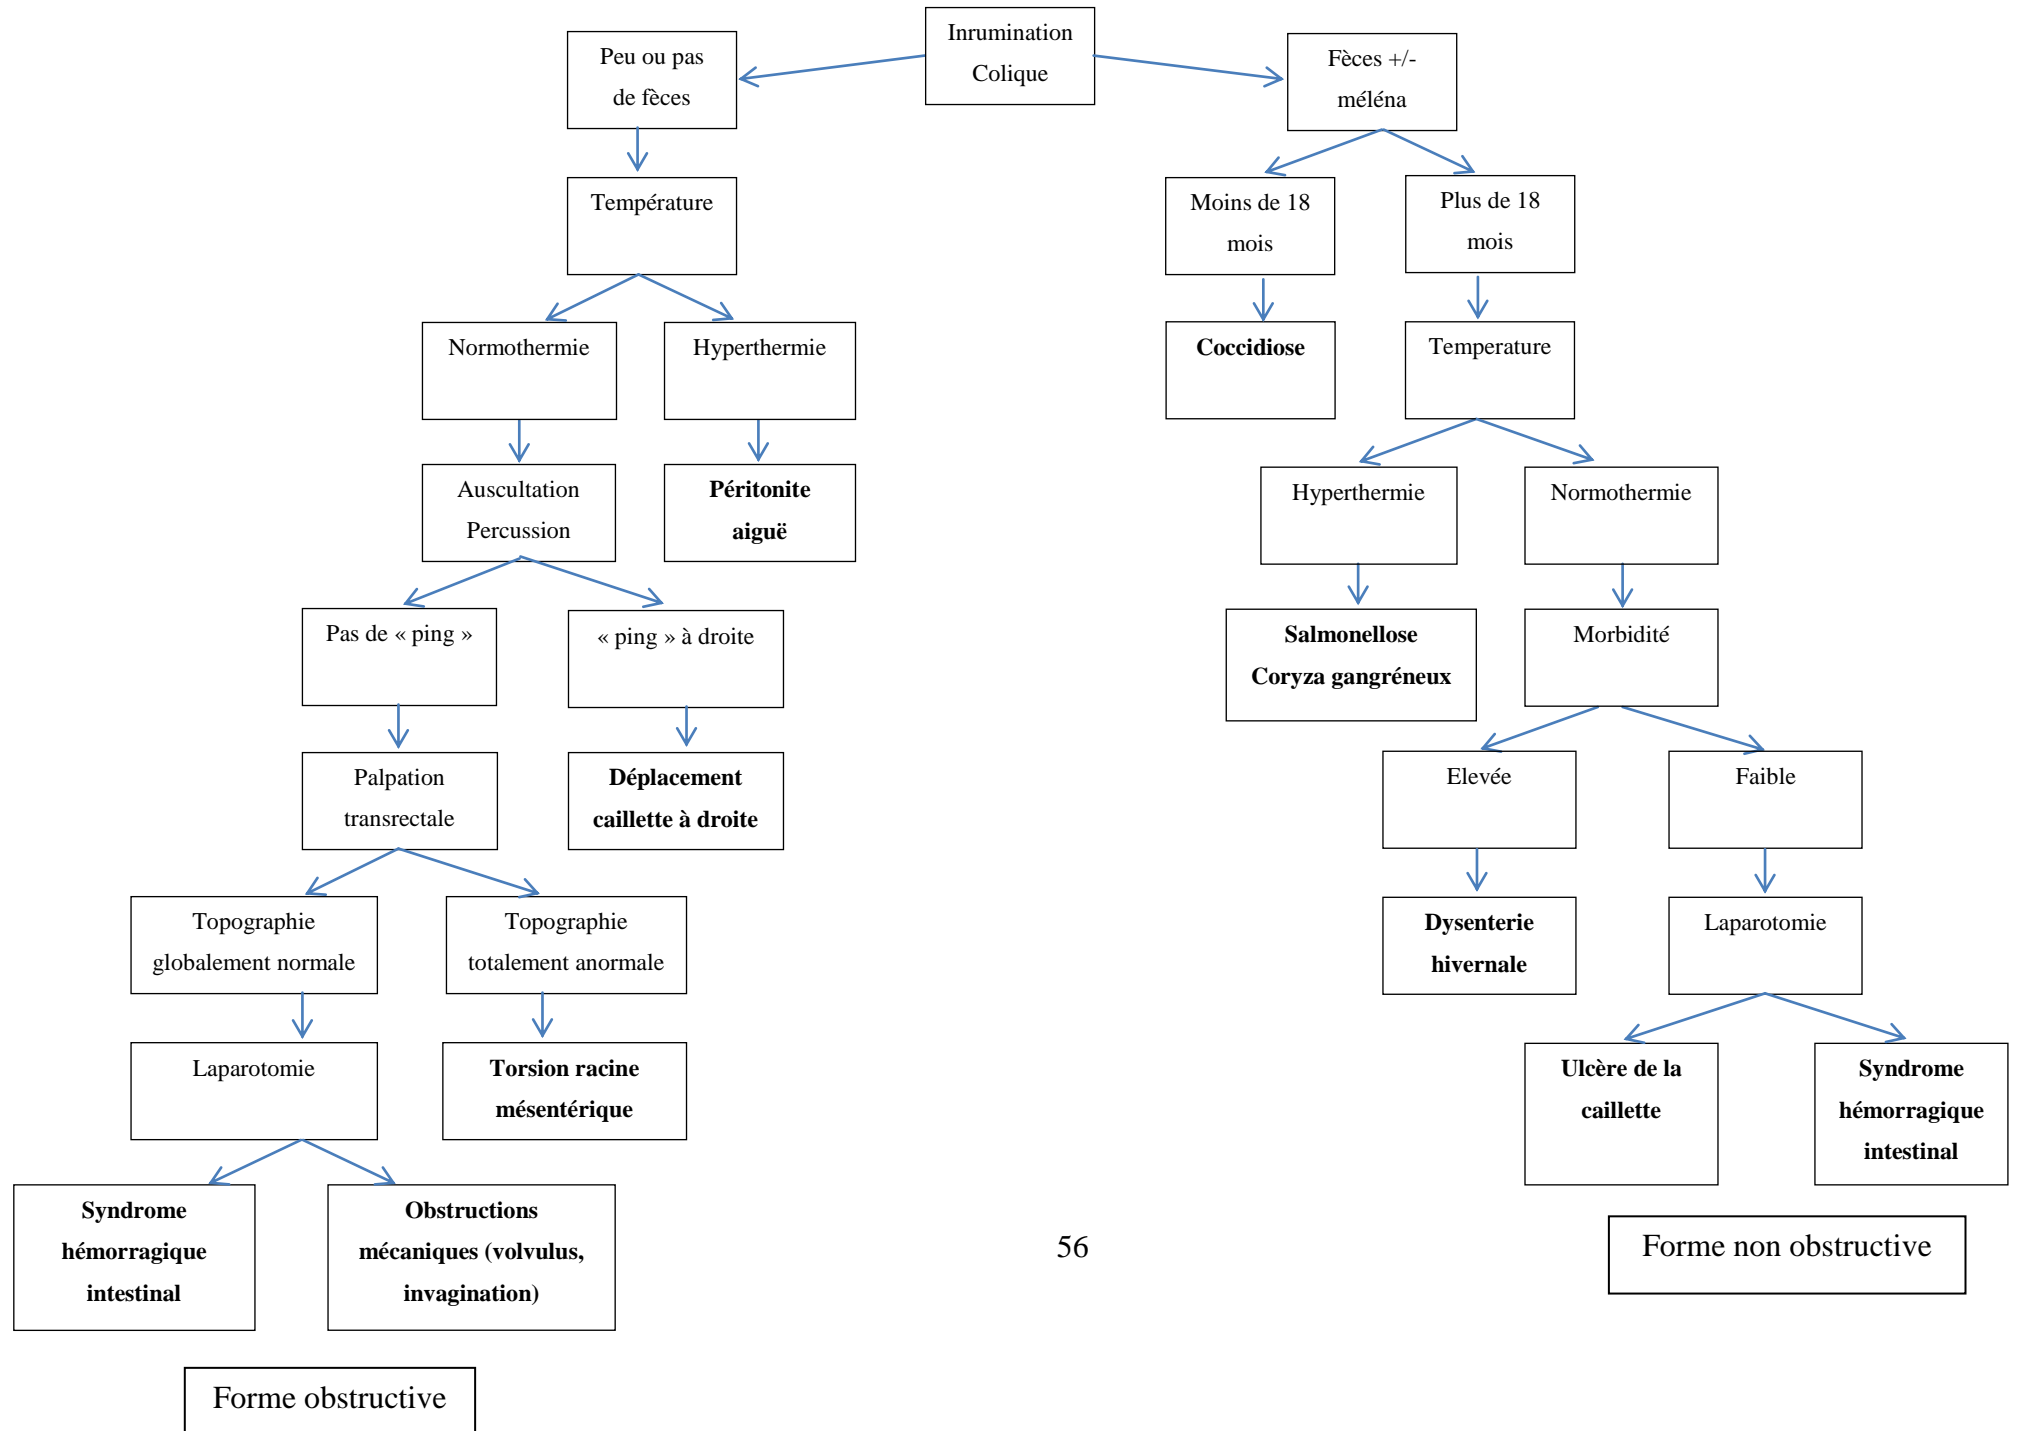 Inrumination
Colique
Peu ou pas
de fèces
Fèces +/-
méléna
Température
Moins de 18
mois
Plus de 18
mois
Normothermie
Hyperthermie
Coccidiose
Temperature
Auscultation
Percussion
Péritonite
aiguë
Hyperthermie
Normothermie
Pas de « ping »
« ping » à droite
Salmonellose
Coryza gangréneux
Morbidité
Palpation
transrectale
Déplacement
caillette à droite
Elevée
Faible
Topographie
globalement normale
Topographie
totalement anormale
Dysenterie
hivernale
Laparotomie
Laparotomie
Torsion racine
mésentérique
Ulcère de la
caillette
Syndrome
hémorragique
intestinal
Syndrome
hémorragique
intestinal
Obstructions
mécaniques (volvulus,
invagination)
56
Forme non obstructive
Forme obstructive